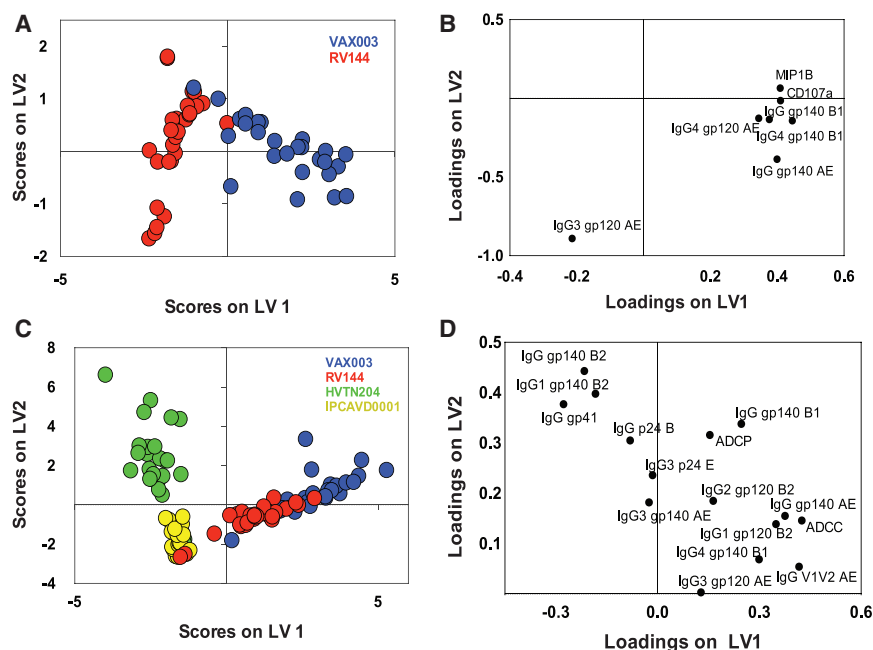 A
VAX003
RV144
2
1
0
-1
-2
-5
5
Scores on LV2
Scores on LV 1
B
0.5
0.0
-0.5
-1.0
-0.4
-0.2
0.0
0.2
0.4
0.6
MIP1B
CD107a
IgG gp140 B1
IgG4 gp120 AE
IgG4 gp140 B1
IgG gp140 AE
IgG3 gp120 AE
Loadings on LV2
Loadings on LV1
C
VAX003
RV144
HVTN204
IPCAVD0001
8
6
4
2
0
-2
-4
-5
5
Scores on LV2
Scores on LV 1
D
0.5
0.4
0.3
0.2
0.1
-0.3
0.0
0.3
0.6
IgG gp140 B2
IgG1 gp140 B2
IgG gp41
IgG gp140 B1
IgG p24 B
ADCP
IgG3 p24 E
IgG2 gp120 B2
IgG gp140 AE
IgG3 gp140 AE
ADCC
IgG1 gp120 B2
IgG4 gp140 B1
IgG3 gp120 AE
IgG V1V2 AE
Loadings on LV2
Loadings on LV1